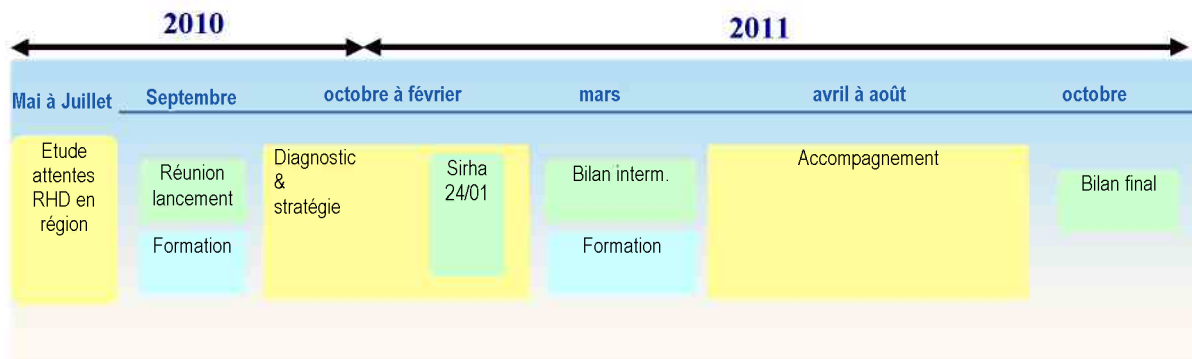 2010
2011
Mai à Juillet
Septembre
octobre à février
mars
avril à août
octobre
Etude
attentes
RHD en
région
Réunion
lancement
Formation
Diagnostic
&
stratégie
Sirha
24/01
Bilan interm.
Formation
Accompagnement
Bilan final